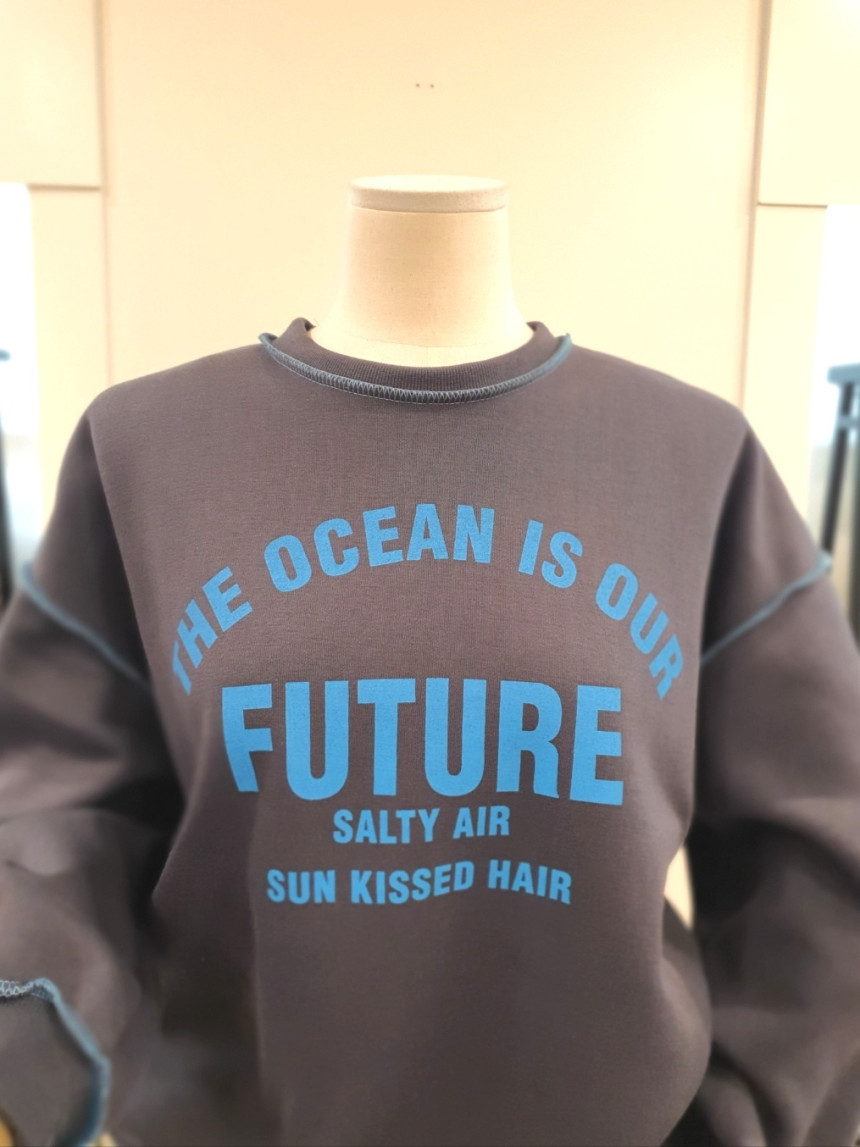 THE OCEAN IS OUR
FUTURE
SALTY AIR
SUN KISSED HAIR